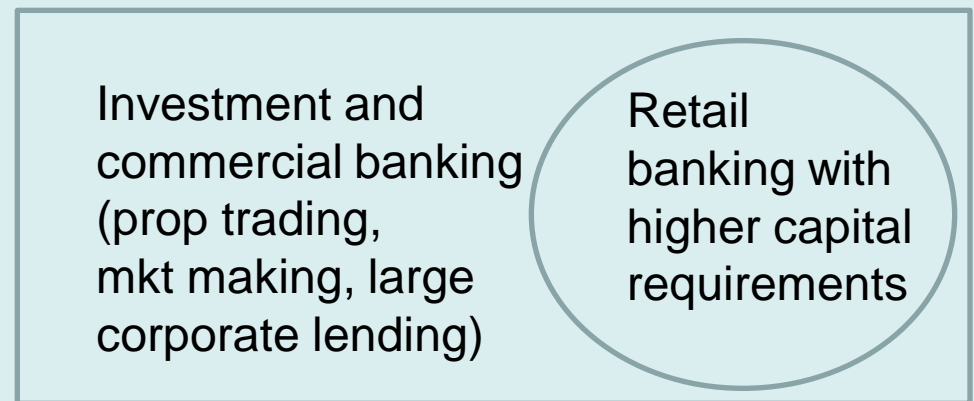 Investment and
commercial banking
(prop trading,
mkt making, large
corporate lending)
Retail
banking with
higher capital
requirements